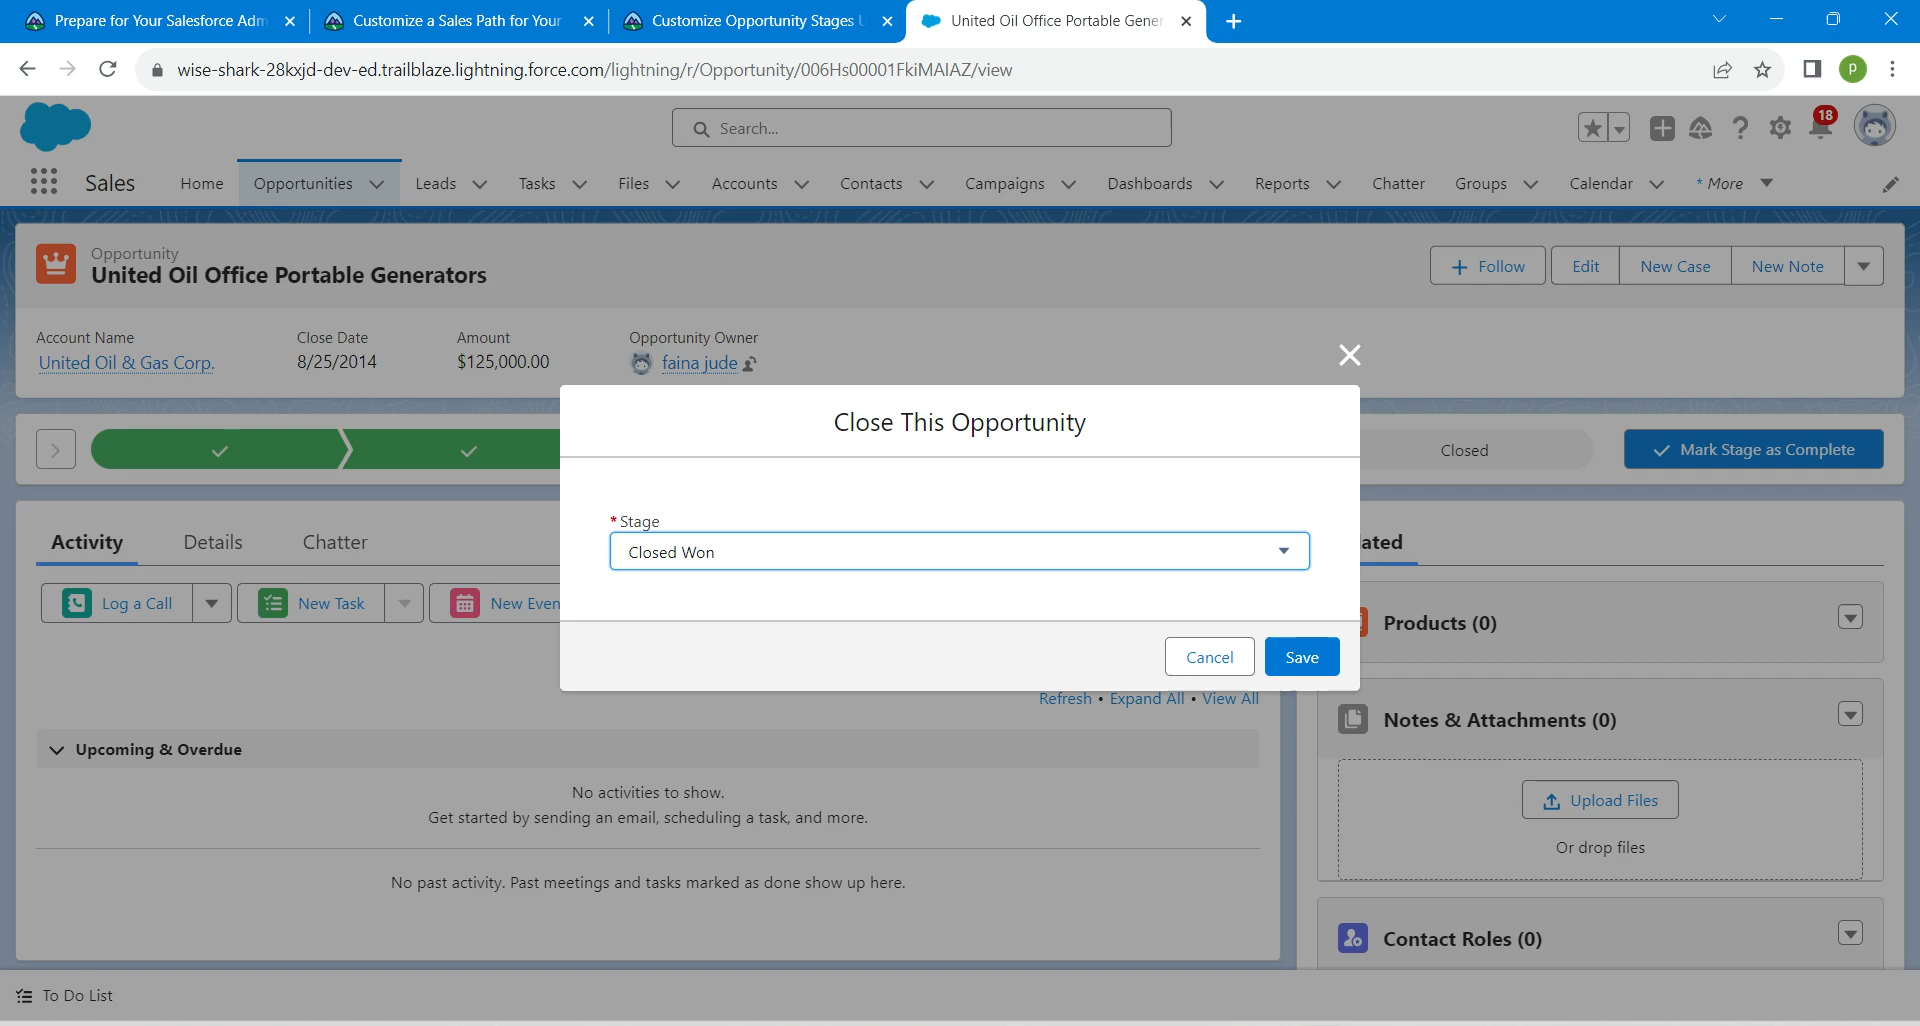 Prepare for Your Salesforce Adm
Customize a Sales Path for Your
Customize Opportunity Stages U
United Oil Office Portable Gener
wise-shark-28kxjd-dev-ed.trailblaze.lightning.force.com/lightning/r/Opportunity/006Hs00001FkiMAIAZ/view
p
Search...
18
Sales
Home
Opportunities
Leads
Tasks
Files
Accounts
Contacts
Campaigns
Dashboards
Reports
Chatter
Groups
Calendar
* More
Opportunity
United Oil Office Portable Generators
Follow
Edit
New Case
New Note
Account Name
United Oil & Gas Corp.
Close Date
8/25/2014
Amount
$125,000.00
Opportunity Owner
faina jude
Close This Opportunity
Closed
Mark Stage as Complete
* Stage
Closed Won
Cancel
Save
Activity
Details
Chatter
ated
Log a Call
New Task
New Even
Products (0)
Refresh • Expand All • View All
Notes & Attachments (0)
Upcoming & Overdue
No activities to show.
Get started by sending an email, scheduling a task, and more.
Upload Files
Or drop files
No past activity. Past meetings and tasks marked as done show up here.
Contact Roles (0)
To Do List